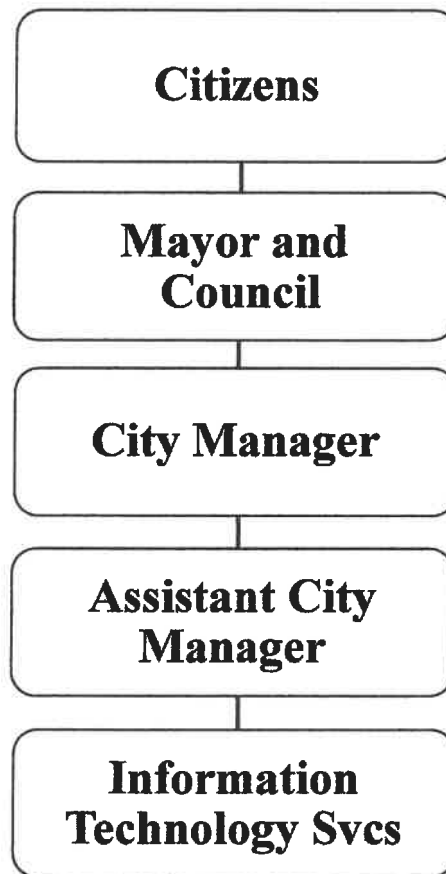 Citizens
Mayor and
Council
City Manager
Assistant City
Manager
Information
Technology Svcs